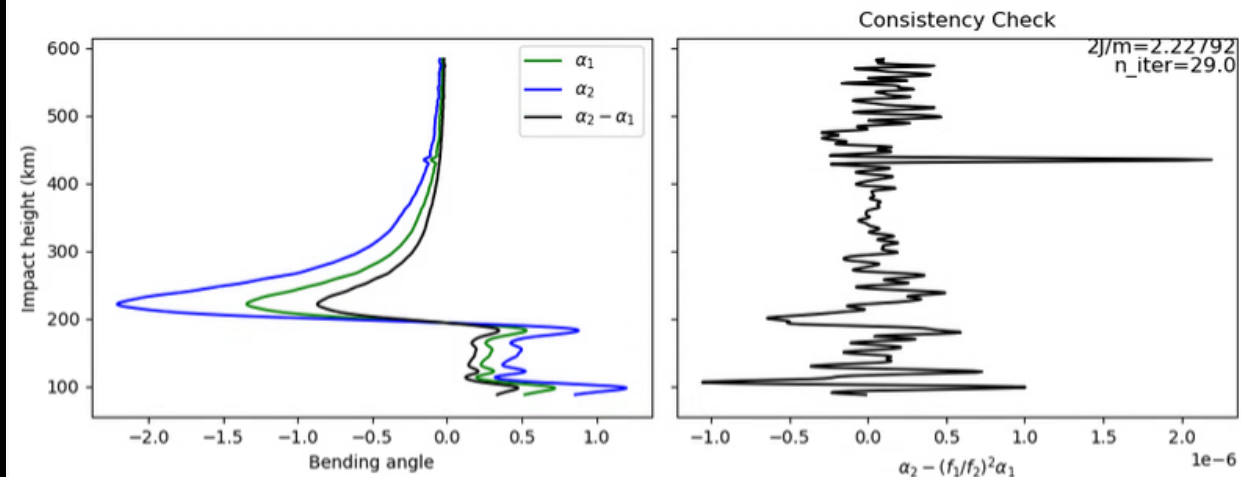 Consistency Check
600
500
400
300
200
100
Impact height (km)
α₁
α₂
α₂ − α₁
−2.0 −1.5 −1.0 −0.5 0.0 0.5 1.0
Bending angle
2J/m=2.22792
n_iter=29.0
−1.0 −0.5 0.0 0.5 1.0 1.5 2.0
1e−6
α₂ − (f₁/f₂)²α₁